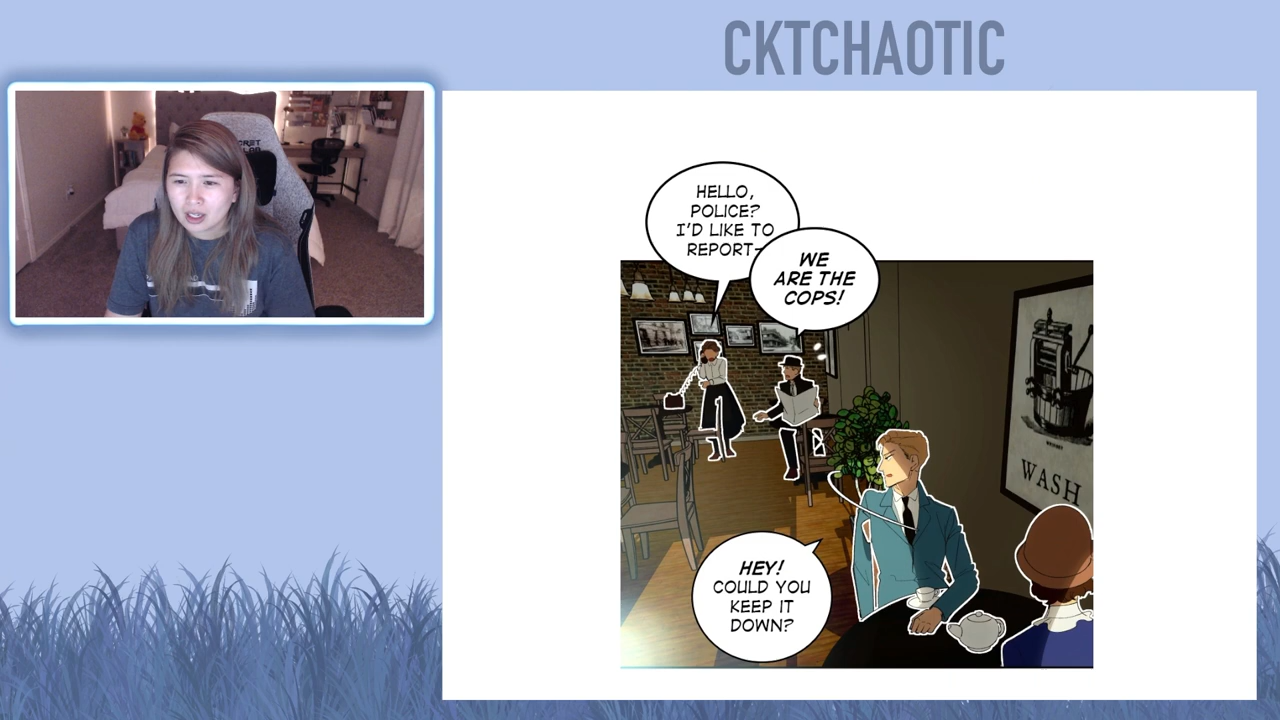 CKTCHAOTIC
HELLO,
POLICE?
I'D LIKE TO
REPORT-
WE
ARE THE
COPS!
HEY!
COULD YOU
KEEP IT
DOWN?
WASH